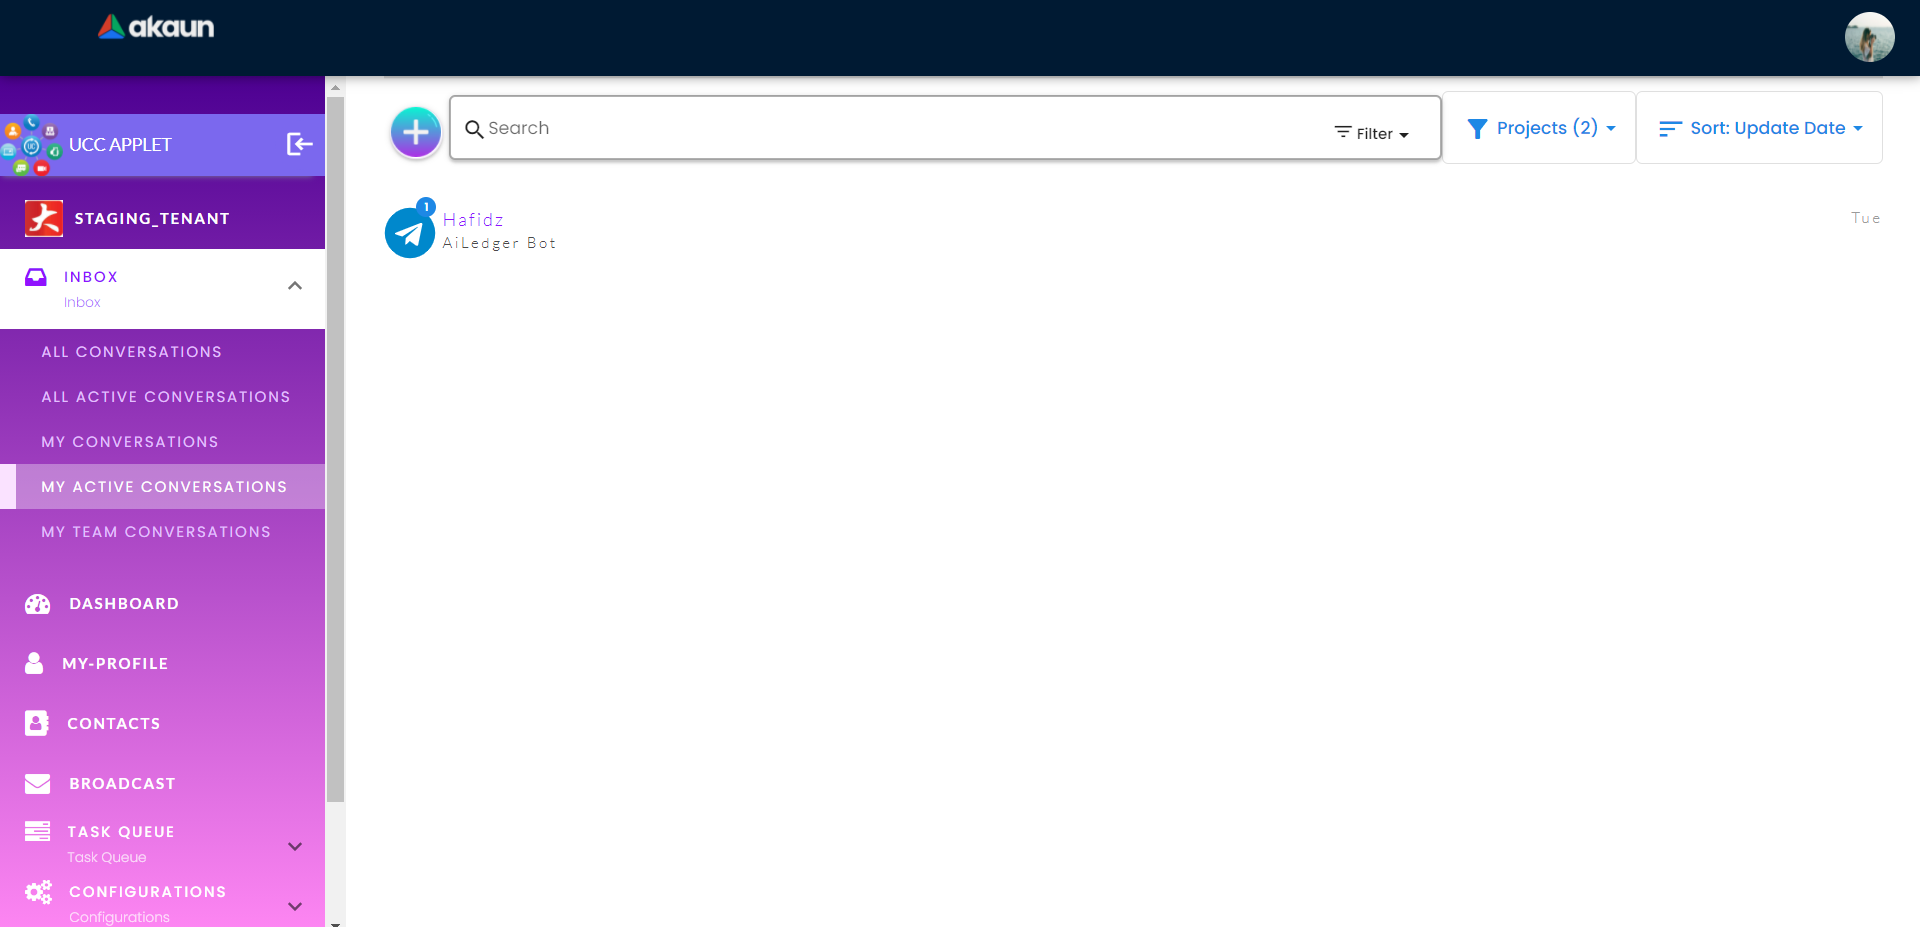 akaun
UCC APPLET
STAGING_TENANT
INBOX
Inbox
ALL CONVERSATIONS
ALL ACTIVE CONVERSATIONS
MY CONVERSATIONS
MY ACTIVE CONVERSATIONS
MY TEAM CONVERSATIONS
DASHBOARD
MY-PROFILE
CONTACTS
BROADCAST
TASK QUEUE
Task Queue
CONFIGURATIONS
Configurations
Search
Filter
Projects (2)
Sort: Update Date
1
Hafidz
AiLedger Bot
Tue